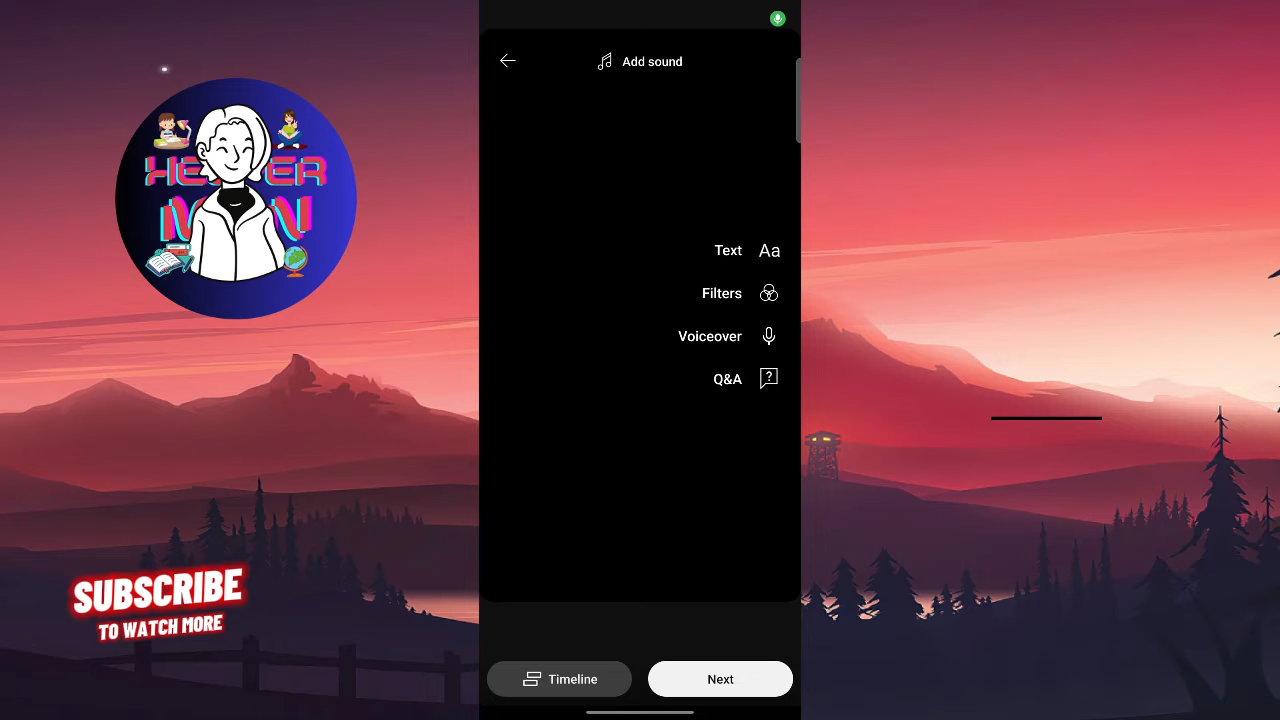 Add sound
Text Aa
Filters
Voiceover
Q&A ?
SUBSCRIBE
TO WATCH MORE
Timeline
Next